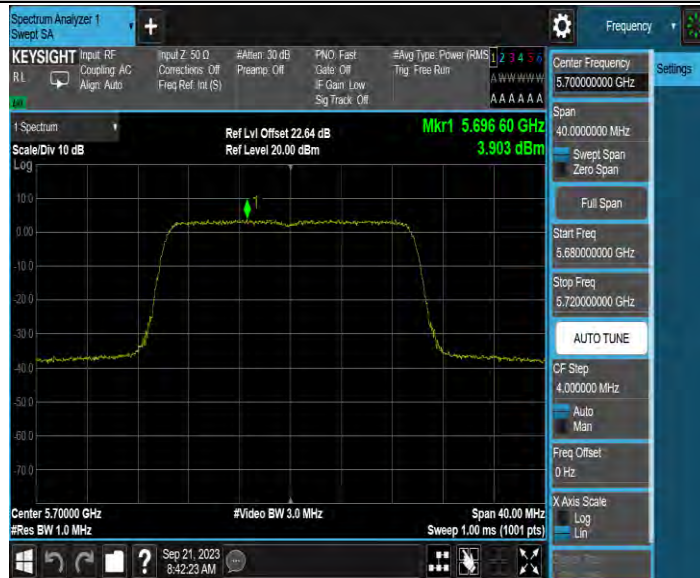 Spectrum Analyzer 1
Swept SA
+
Frequency
KEYSIGHT
RL
Input: RF
Coupling: AC
Align: Auto
Input Z: 50 Ω
Corrections: Off
Freq Ref: Int (S)
#Atten: 30 dB
Preamp: Off
PNO: Fast
Gate: Off
IF Gain: Low
Sig Track: Off
#Avg Type: Power (RMS
Trig: Free Run
1 2 3 4 5 6
A W W W W W
A A A A A A
1 Spectrum
Scale/Div 10 dB
Ref Lvl Offset 22.64 dB
Ref Level 20.00 dBm
Mkr1 5.696 60 GHz
3.903 dBm
Log
10.0
0.00
-10.0
-20.0
-30.0
-40.0
-50.0
-60.0
-70.0
1
Center 5.70000 GHz
#Res BW 1.0 MHz
#Video BW 3.0 MHz
Span 40.00 MHz
Sweep 1.00 ms (1001 pts)
Center Frequency
5.700000000 GHz
Settings
Span
40.0000000 MHz
Swept Span
Zero Span
Full Span
Start Freq
5.680000000 GHz
Stop Freq
5.720000000 GHz
AUTO TUNE
CF Step
4.000000 MHz
Auto
Man
Freq Offset
0 Hz
X Axis Scale
Log
Lin
?
Sep 21, 2023
8:42:23 AM